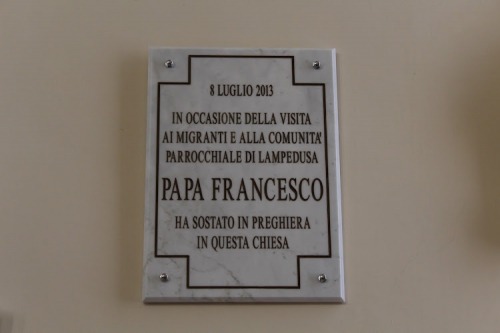 8 LUGLIO 2013
IN OCCASIONE DELLA VISITA
AI MIGRANTI E ALLA COMUNITA'
PARROCCHIALE DI LAMPEDUSA
PAPA FRANCESCO
HA SOSTATO IN PREGHIERA
IN QUESTA CHIESA